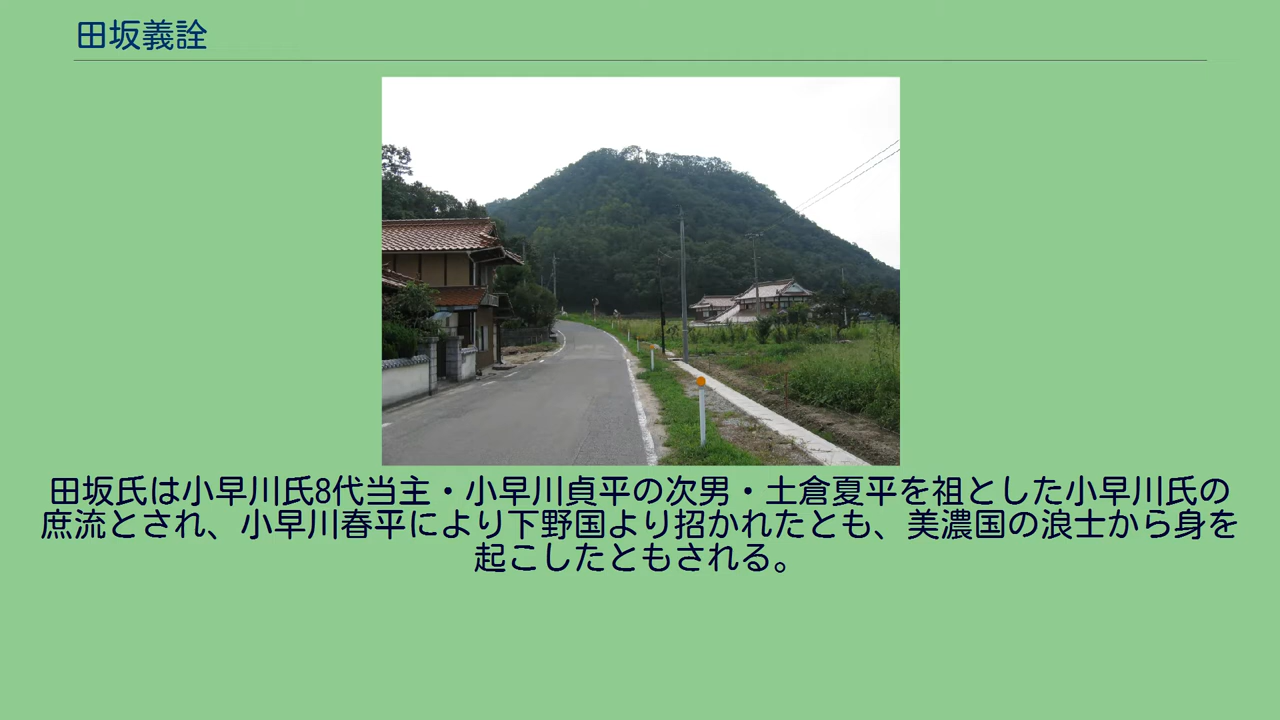 田坂義詮
田坂氏は小早川氏8代当主・小早川貞平の次男・土倉夏平を祖とした小早川氏の
庶流とされ、小早川春平により下野国より招かれたとも、美濃国の浪士から身を
起こしたともされる。